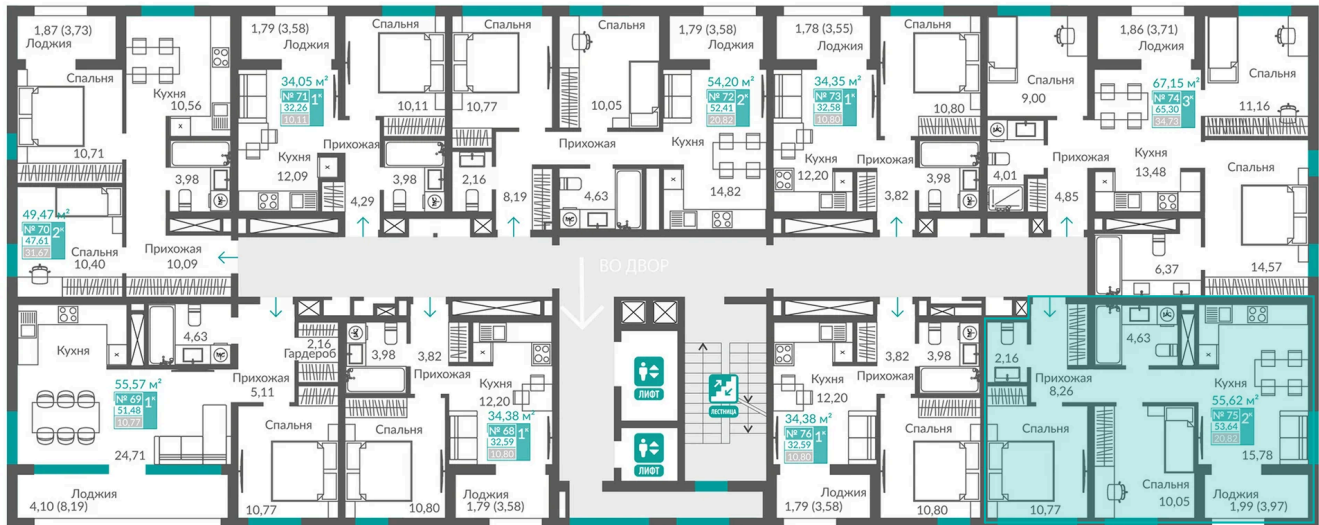 1,87 (3,73)
Лоджия
Спальня
10,71
Кухня
10,56
3,98
49,47 м²
№ 70
47,61
31,67
2к
Спальня
10,40
Прихожая
10,09
1,79 (3,58)
Лоджия
34,05 м²
№ 71
32,26
10,11
1к
Кухня
12,09
Спальня
10,11
Прихожая
4,29
3,98
Спальня
10,77
2,16
8,19
Спальня
10,05
Прихожая
4,63
1,79 (3,58)
Лоджия
54,20 м²
№ 72
52,41
20,82
2к
Кухня
14,82
1,78 (3,55)
Лоджия
34,35 м²
№ 73
32,58
10,80
1к
Кухня
12,20
Спальня
10,80
Прихожая
3,82
3,98
Спальня
9,00
4,01
1,86 (3,71)
Лоджия
67,15 м²
№ 74
65,30
34,73
3к
Прихожая
4,85
Кухня
13,48
Спальня
11,16
6,37
Спальня
14,57
ВО ДВОР
Кухня
55,57 м²
№ 69
51,48
10,77
1к
24,71
Лоджия
4,10 (8,19)
4,63
2,16
Гардероб
Прихожая
5,11
Спальня
10,77
3,98
3,82
Прихожая
Спальня
10,80
Кухня
12,20
34,38 м²
№ 68
32,59
10,80
1к
Лоджия
1,79 (3,58)
ЛИФТ
ЛИФТ
ЛЕСТНИЦА
Кухня
12,20
34,38 м²
№ 76
32,59
10,80
1к
Лоджия
1,79 (3,58)
3,82
3,98
Прихожая
Спальня
10,80
2,16
Прихожая
8,26
4,63
Спальня
10,77
Спальня
10,05
Кухня
55,62 м²
№ 75
53,64
20,82
2к
15,78
Лоджия
1,99 (3,97)